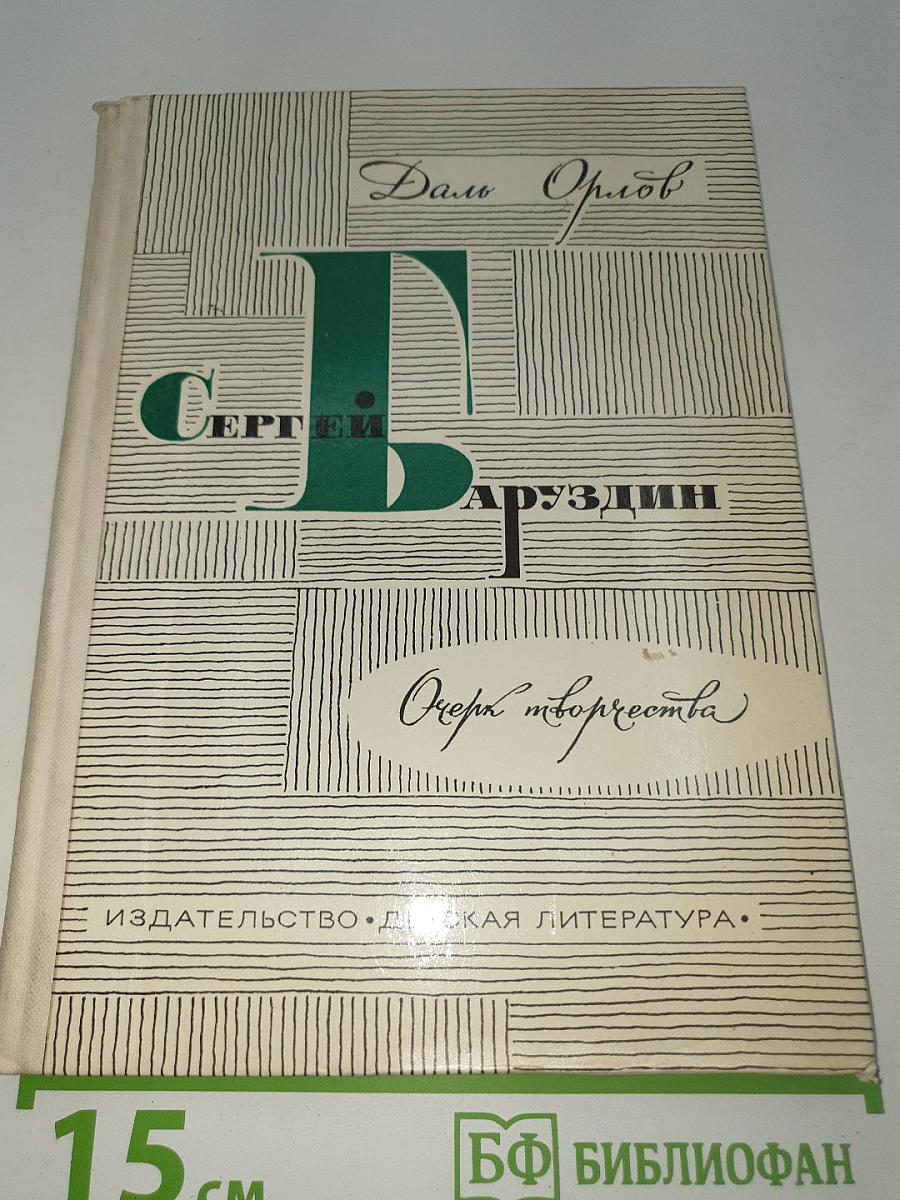 Даль Орлов
Сергей
Баруздин
Очерк творчества
ИЗДАТЕЛЬСТВО • ДЕТСКАЯ ЛИТЕРАТУРА •
15 см
БФ БИБЛИОФАН